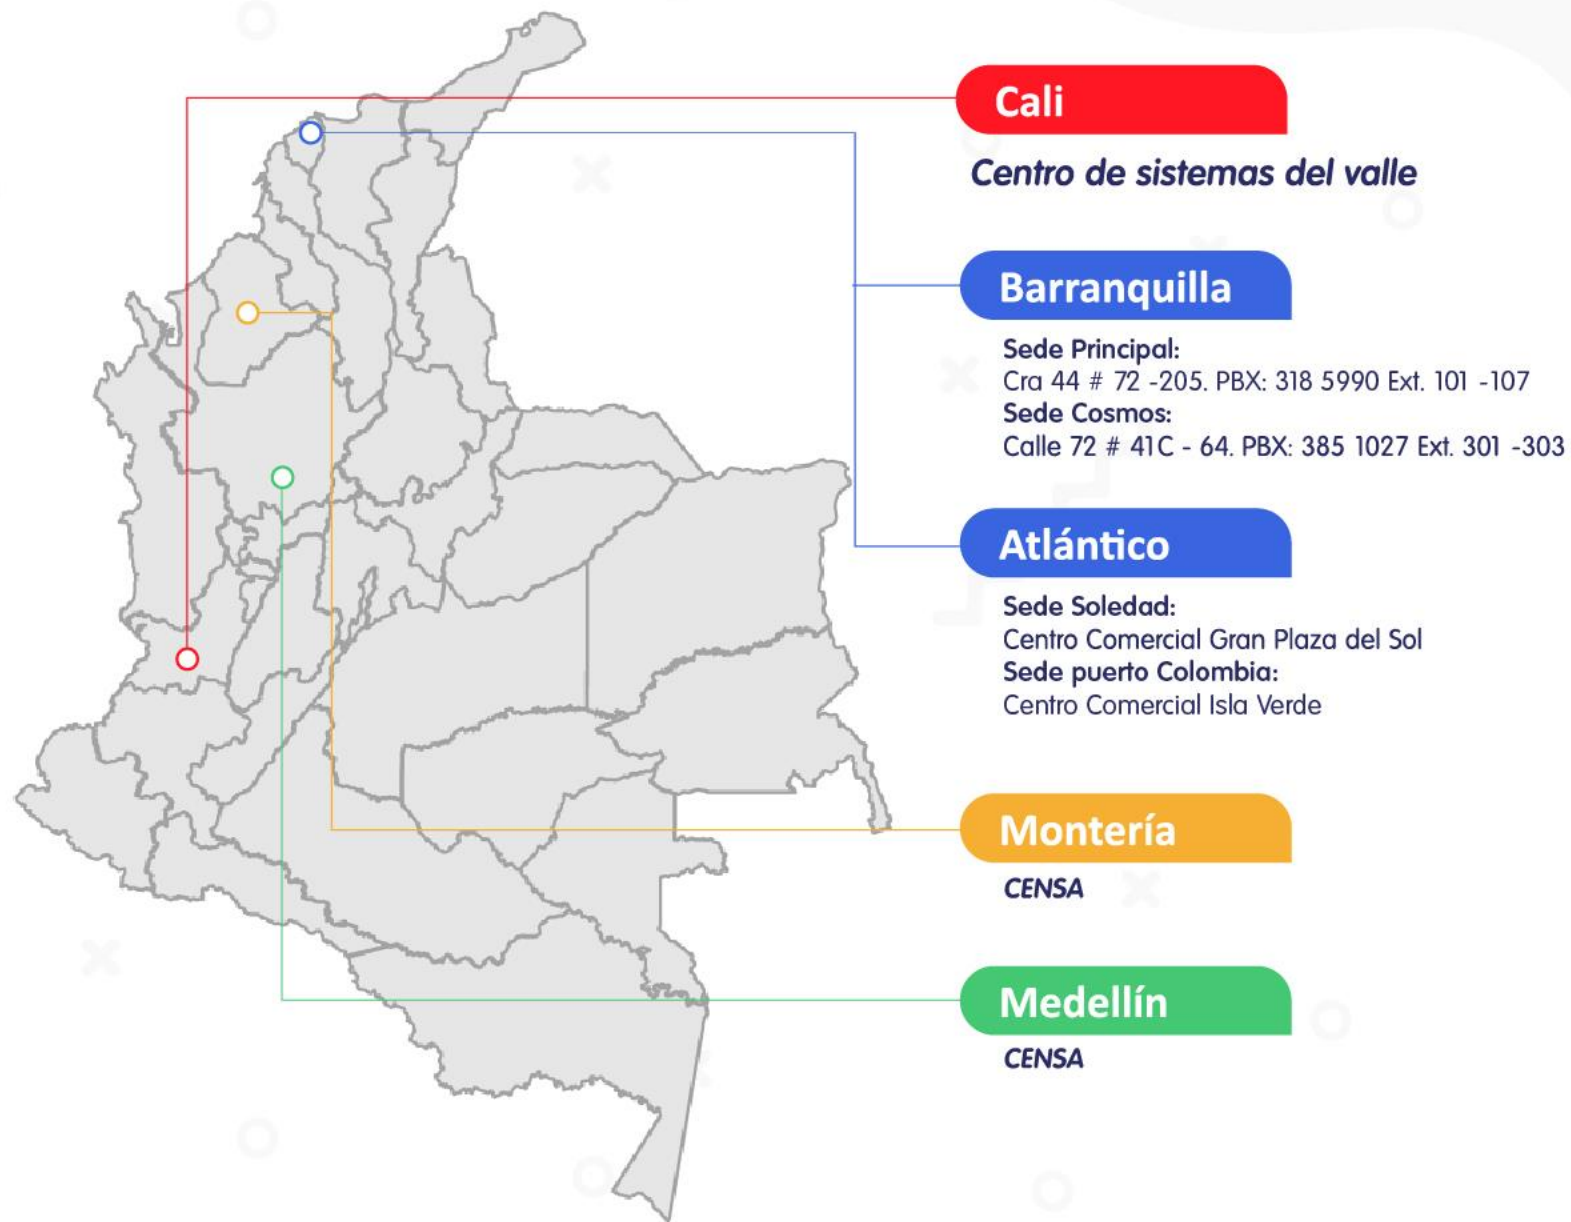 Cali
Centro de sistemas del valle
Barranquilla
Sede Principal:
Cra 44 # 72 -205. PBX: 318 5990 Ext. 101 -107
Sede Cosmos:
Calle 72 # 41C - 64. PBX: 385 1027 Ext. 301 -303
Atlántico
Sede Soledad:
Centro Comercial Gran Plaza del Sol
Sede puerto Colombia:
Centro Comercial Isla Verde
Montería
CENSA
Medellín
CENSA